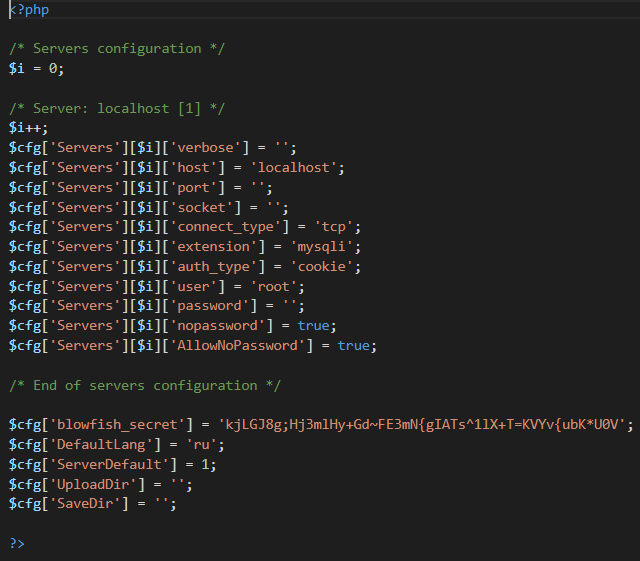 <?php
/* Servers configuration */
$i = 0;
/* Server: localhost [1] */
$i++;
$cfg['Servers'][$i]['verbose'] = '';
$cfg['Servers'][$i]['host'] = 'localhost';
$cfg['Servers'][$i]['port'] = '';
$cfg['Servers'][$i]['socket'] = '';
$cfg['Servers'][$i]['connect_type'] = 'tcp';
$cfg['Servers'][$i]['extension'] = 'mysqli';
$cfg['Servers'][$i]['auth_type'] = 'cookie';
$cfg['Servers'][$i]['user'] = 'root';
$cfg['Servers'][$i]['password'] = '';
$cfg['Servers'][$i]['nopassword'] = true;
$cfg['Servers'][$i]['AllowNoPassword'] = true;
/* End of servers configuration */
$cfg['blowfish_secret'] = 'kjLGJ8g;Hj3mlHy+Gd~FE3mN{gIATs^1lX+T=KVYv{ubK*U0V';
$cfg['DefaultLang'] = 'ru';
$cfg['ServerDefault'] = 1;
$cfg['UploadDir'] = '';
$cfg['SaveDir'] = '';
?>